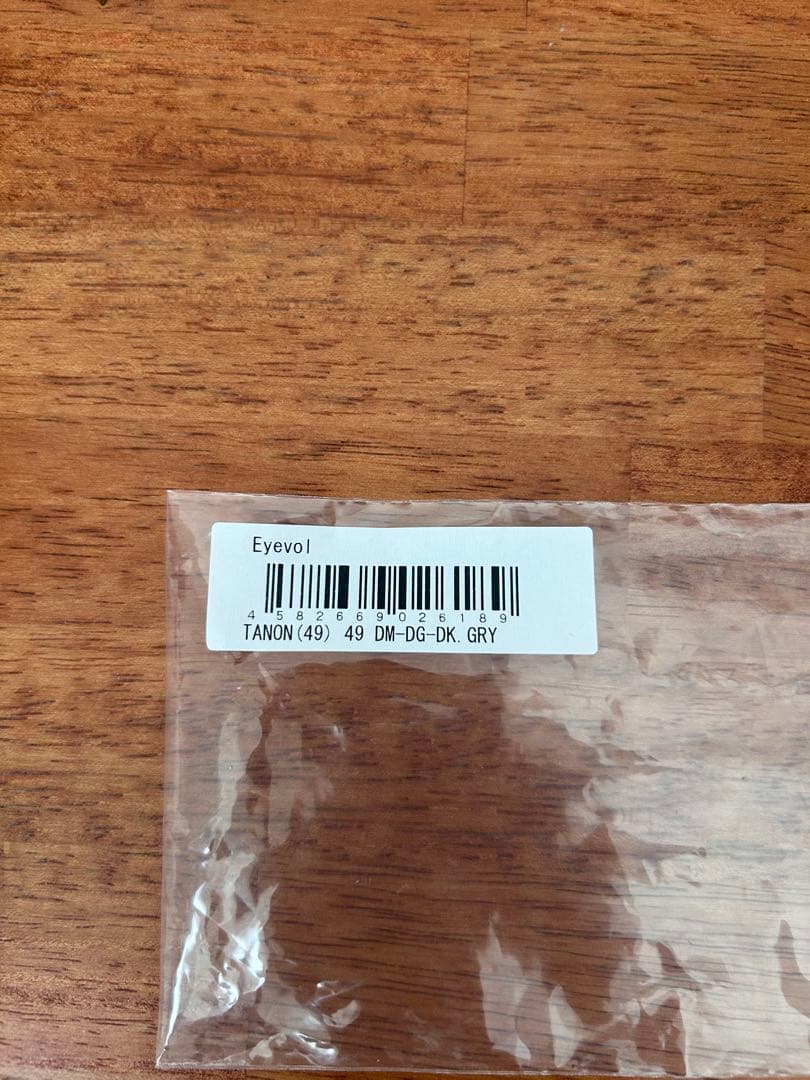 Eyevol
4582669026189
TANON(49) 49 DM-DG-DK.GRY